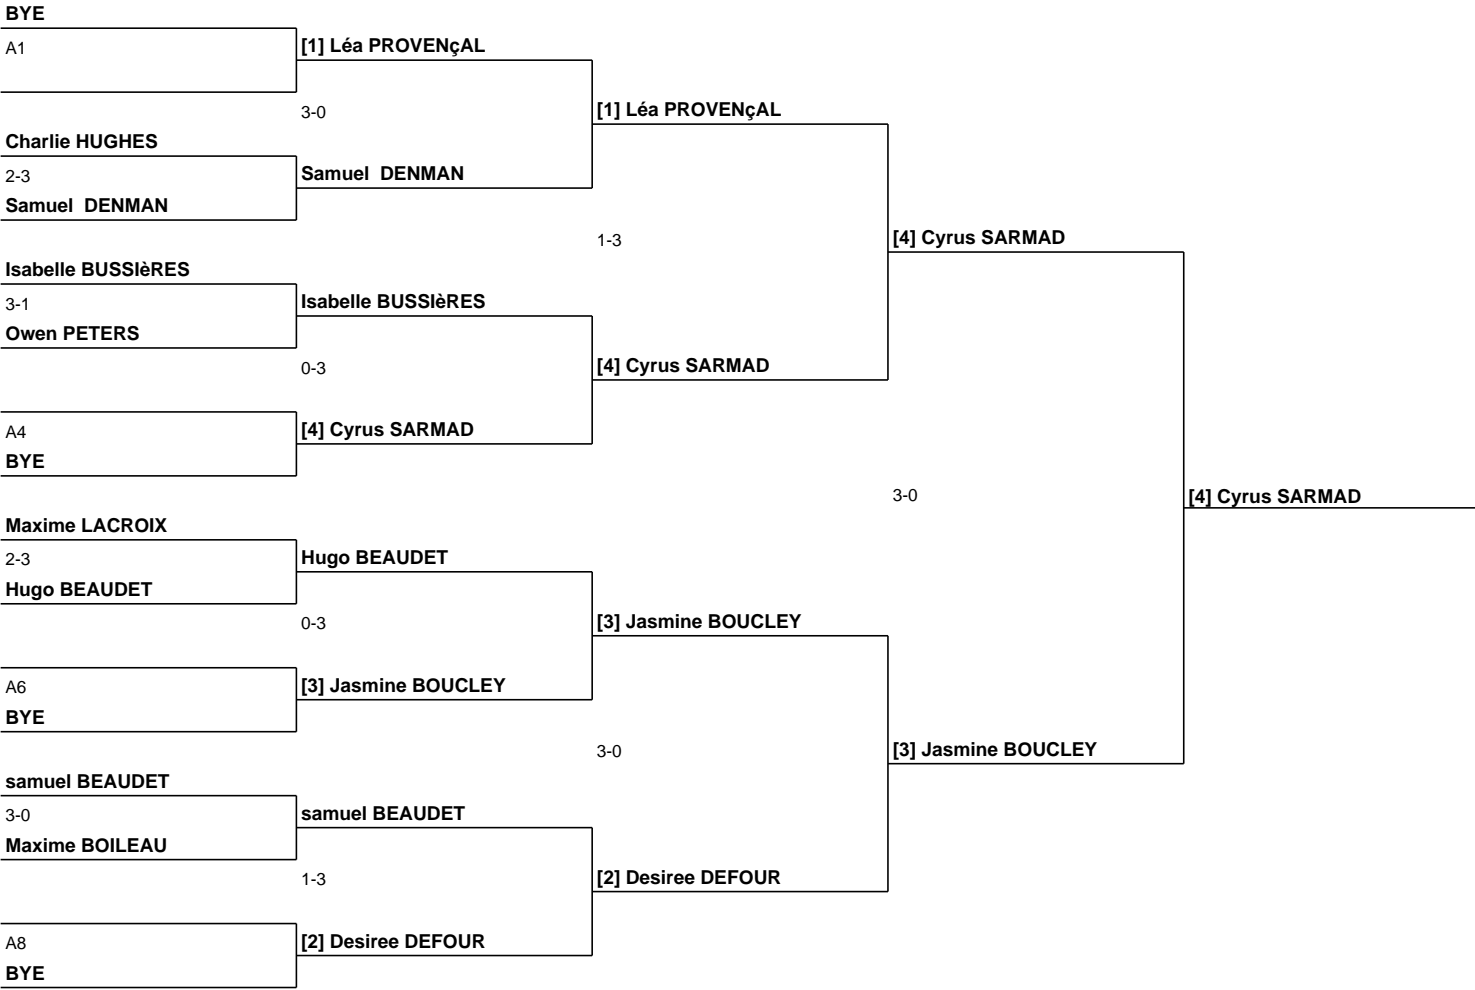 BYE
A1
[1] Léa PROVENçAL
3-0
[1] Léa PROVENçAL
Charlie HUGHES
2-3
Samuel  DENMAN
Samuel  DENMAN
1-3
[4] Cyrus SARMAD
Isabelle BUSSIèRES
3-1
Isabelle BUSSIèRES
Owen PETERS
0-3
[4] Cyrus SARMAD
A4
[4] Cyrus SARMAD
BYE
3-0
[4] Cyrus SARMAD
Maxime LACROIX
2-3
Hugo BEAUDET
Hugo BEAUDET
0-3
[3] Jasmine BOUCLEY
A6
[3] Jasmine BOUCLEY
BYE
3-0
[3] Jasmine BOUCLEY
samuel BEAUDET
3-0
samuel BEAUDET
Maxime BOILEAU
1-3
[2] Desiree DEFOUR
A8
[2] Desiree DEFOUR
BYE